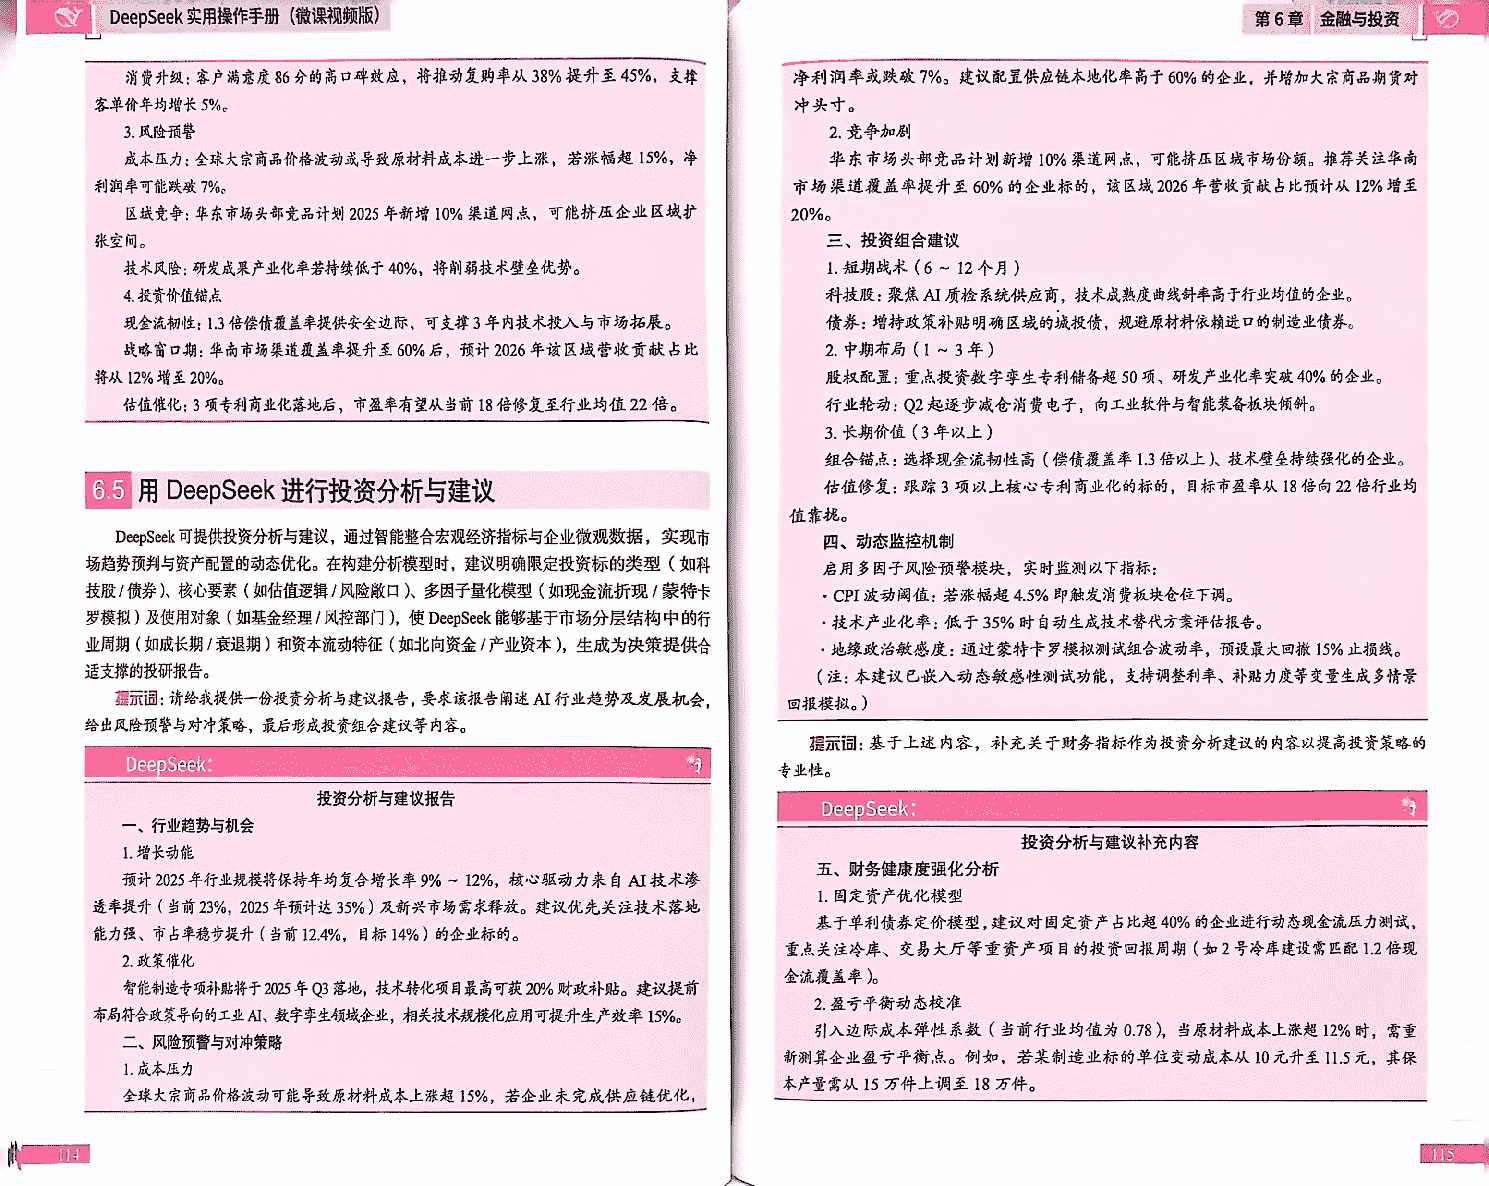 DeepSeek 实用操作手册（微课视频版）
消费升级：客户满意度 86 分的高口碑效应，将推动复购率从 38% 提升至 45%，支撑
客单价年均增长 5%。
3. 风险预警
成本压力：全球大宗商品价格波动或导致原材料成本进一步上涨，若涨幅超 15%，净
利润率可能跌破 7%。
区域竞争：华东市场头部竞品计划 2025 年新增 10% 渠道网点，可能挤压企业区域扩
张空间。
技术风险：研发成果产业化率若持续低于 40%，将削弱技术壁垒优势。
4. 投资价值锚点
现金流韧性：1.3 倍偿债覆盖率提供安全边际，可支撑 3 年内技术投入与市场拓展。
战略窗口期：华南市场渠道覆盖率提升至 60% 后，预计 2026 年该区域营收贡献占比
将从 12% 增至 20%。
估值催化：3 项专利商业化落地后，市盈率有望从当前 18 倍修复至行业均值 22 倍。
6.5 用 DeepSeek 进行投资分析与建议
DeepSeek 可提供投资分析与建议，通过智能整合宏观经济指标与企业微观数据，实现市
场趋势预判与资产配置的动态优化。在构建分析模型时，建议明确限定投资标的类型（如科
技股 / 债券）、核心要素（如估值逻辑 / 风险敞口）、多因子量化模型（如现金流折现 / 蒙特卡
罗模拟）及使用对象（如基金经理 / 风控部门），使 DeepSeek 能够基于市场分层结构中的行
业周期（如成长期 / 衰退期）和资本流动特征（如北向资金 / 产业资本），生成为决策提供合
适支撑的投研报告。
提示词：请给我提供一份投资分析与建议报告，要求该报告阐述 AI 行业趋势及发展机会，
给出风险预警与对冲策略，最后形成投资组合建议等内容。
DeepSeek：
投资分析与建议报告
一、行业趋势与机会
1. 增长动能
预计 2025 年行业规模将保持年均复合增长率 9% ~ 12%，核心驱动力来自 AI 技术渗
透率提升（当前 23%，2025 年预计达 35%）及新兴市场需求释放。建议优先关注技术落地
能力强、市占率稳步提升（当前 12.4%，目标 14%）的企业标的。
2. 政策催化
智能制造专项补贴将于 2025 年 Q3 落地，技术转化项目最高可获 20% 财政补贴。建议提前
布局符合政策导向的工业 AI、数字孪生领域企业，相关技术规模化应用可提升生产效率 15%。
二、风险预警与对冲策略
1. 成本压力
全球大宗商品价格波动可能导致原材料成本上涨超 15%，若企业未完成供应链优化，
114
第 6 章 金融与投资
净利润率或跌破 7%。建议配置供应链本地化率高于 60% 的企业，并增加大宗商品期货对
冲头寸。
2. 竞争加剧
华东市场头部竞品计划新增 10% 渠道网点，可能挤压区域市场份额。推荐关注华南
市场渠道覆盖率提升至 60% 的企业标的，该区域 2026 年营收贡献占比预计从 12% 增至
20%。
三、投资组合建议
1. 短期战术（6 ~ 12 个月）
科技股：聚焦 AI 质检系统供应商，技术成熟度曲线斜率高于行业均值的企业。
债券：增持政策补贴明确区域的城投债，规避原材料依赖进口的制造业债券。
2. 中期布局（1 ~ 3 年）
股权配置：重点投资数字孪生专利储备超 50 项、研发产业化率突破 40% 的企业。
行业轮动：Q2 起逐步减仓消费电子，向工业软件与智能装备板块倾斜。
3. 长期价值（3 年以上）
组合锚点：选择现金流韧性高（偿债覆盖率 1.3 倍以上）、技术壁垒持续强化的企业。
估值修复：跟踪 3 项以上核心专利商业化的标的，目标市盈率从 18 倍向 22 倍行业均
值靠拢。
四、动态监控机制
启用多因子风险预警模块，实时监测以下指标：
· CPI 波动阈值：若涨幅超 4.5% 即触发消费板块仓位下调。
· 技术产业化率：低于 35% 时自动生成技术替代方案评估报告。
· 地缘政治敏感度：通过蒙特卡罗模拟测试组合波动率，预设最大回撤 15% 止损线。
（注：本建议已嵌入动态敏感性测试功能，支持调整利率、补贴力度等变量生成多情景
回报模拟。）
提示词：基于上述内容，补充关于财务指标作为投资分析建议的内容以提高投资策略的
专业性。
DeepSeek：
投资分析与建议补充内容
五、财务健康度强化分析
1. 固定资产优化模型
基于单利债券定价模型，建议对固定资产占比超 40% 的企业进行动态现金流压力测试，
重点关注冷库、交易大厅等重资产项目的投资回报周期（如 2 号冷库建设需匹配 1.2 倍现
金流覆盖率）。
2. 盈亏平衡动态校准
引入边际成本弹性系数（当前行业均值为 0.78），当原材料成本上涨超 12% 时，需重
新测算企业盈亏平衡点。例如，若某制造业标的单位变动成本从 10 元升至 11.5 元，其保
本产量需从 15 万件上调至 18 万件。
115